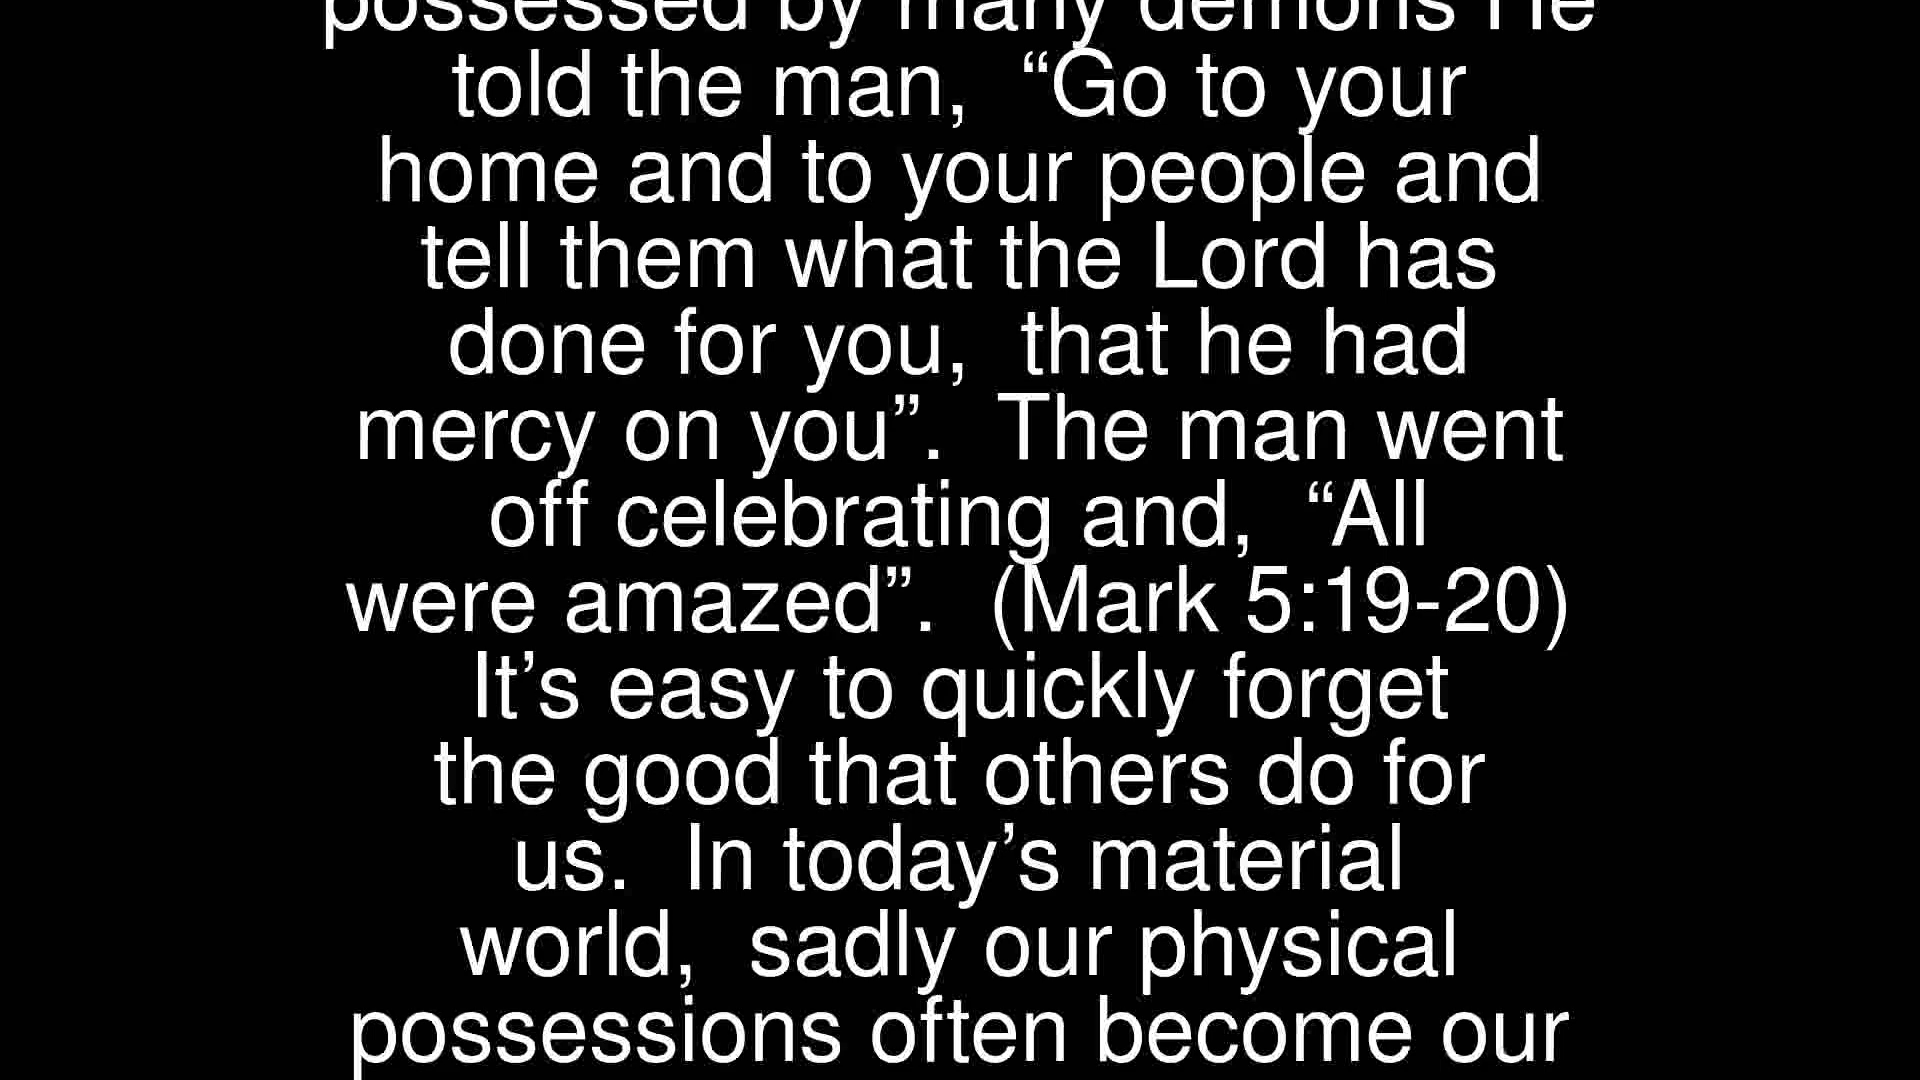 possessed by many demons He
told the man,  “Go to your
home and to your people and
tell them what the Lord has
done for you,  that he had
mercy on you”.  The man went
off celebrating and,  “All
were amazed”.  (Mark 5:19-20)
It’s easy to quickly forget
the good that others do for
us.  In today’s material
world,  sadly our physical
possessions often become our